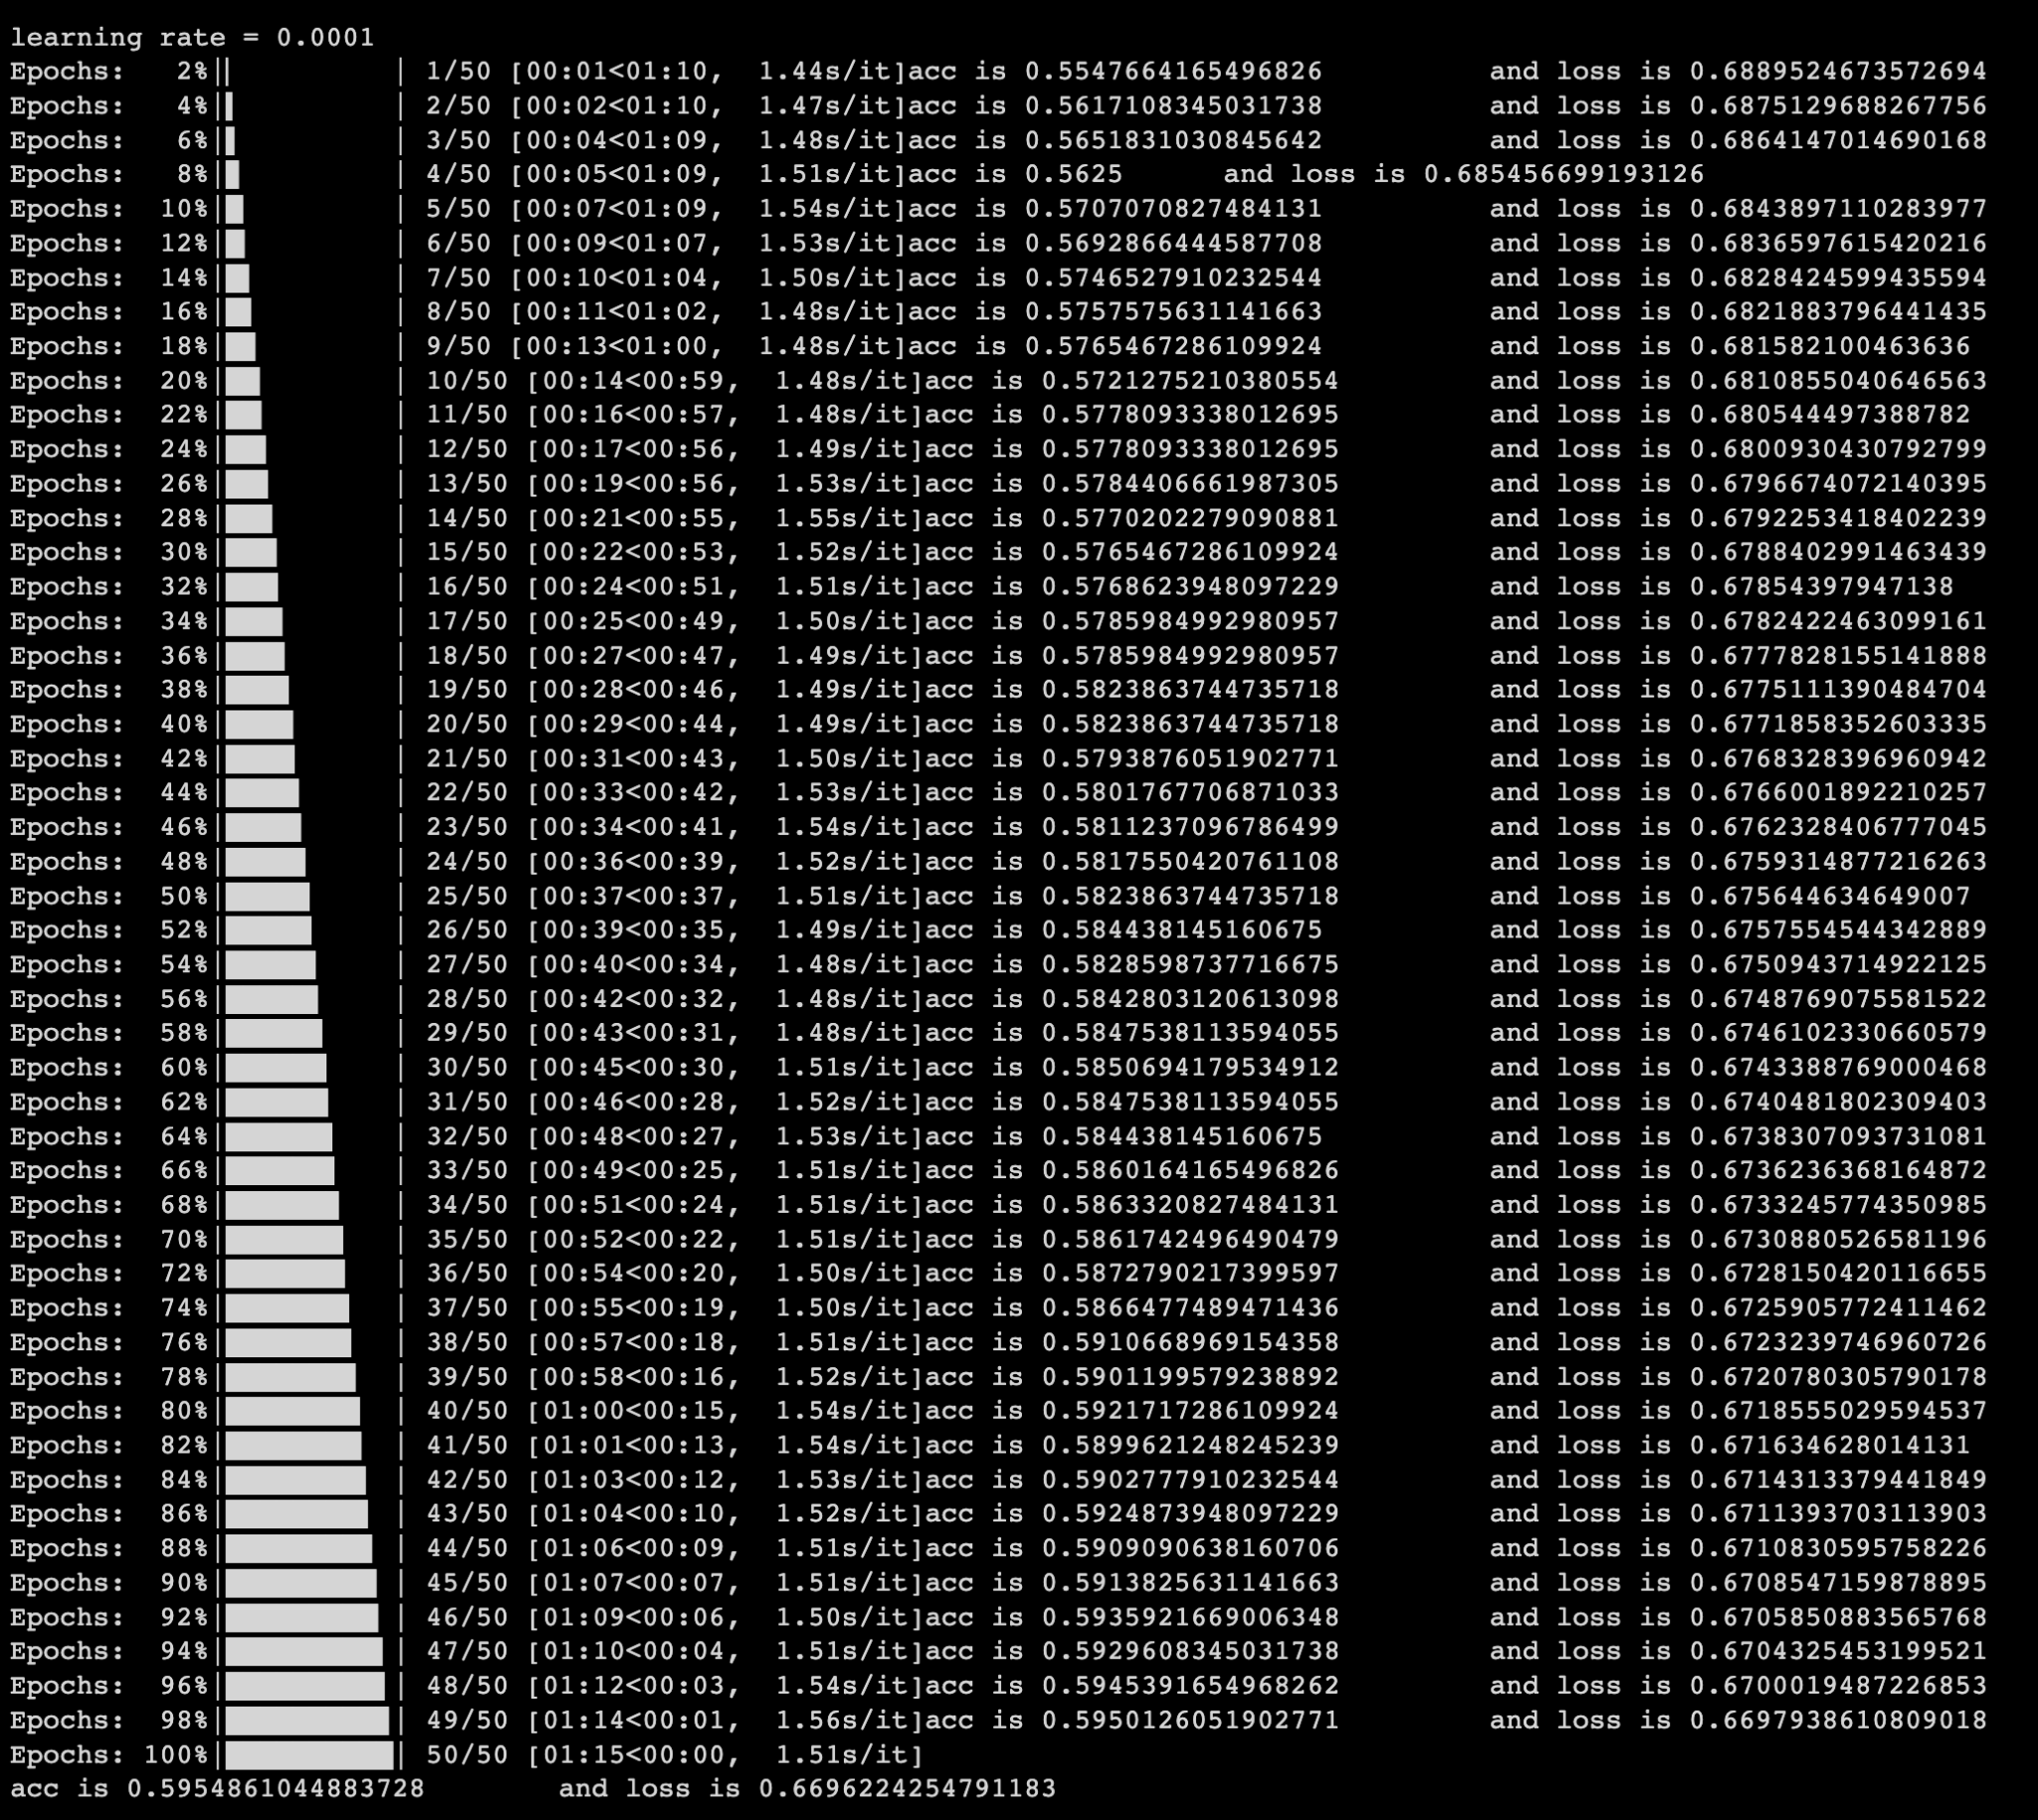 learning rate = 0.0001
Epochs:   2%||          | 1/50 [00:01<01:10,  1.44s/it]acc is 0.5547664165496826          and loss is 0.6889524673572694
Epochs:   4%|▍         | 2/50 [00:02<01:10,  1.47s/it]acc is 0.5617108345031738          and loss is 0.6875129688267756
Epochs:   6%|▌         | 3/50 [00:04<01:09,  1.48s/it]acc is 0.5651831030845642          and loss is 0.6864147014690168
Epochs:   8%|▊         | 4/50 [00:05<01:09,  1.51s/it]acc is 0.5625      and loss is 0.685456699193126
Epochs:  10%|█         | 5/50 [00:07<01:09,  1.54s/it]acc is 0.5707070827484131          and loss is 0.6843897110283977
Epochs:  12%|█▏        | 6/50 [00:09<01:07,  1.53s/it]acc is 0.5692866444587708          and loss is 0.6836597615420216
Epochs:  14%|█▍        | 7/50 [00:10<01:04,  1.50s/it]acc is 0.5746527910232544          and loss is 0.6828424599435594
Epochs:  16%|█▌        | 8/50 [00:11<01:02,  1.48s/it]acc is 0.5757575631141663          and loss is 0.6821883796441435
Epochs:  18%|█▊        | 9/50 [00:13<01:00,  1.48s/it]acc is 0.5765467286109924          and loss is 0.681582100463636
Epochs:  20%|██        | 10/50 [00:14<00:59,  1.48s/it]acc is 0.5721275210380554         and loss is 0.6810855040646563
Epochs:  22%|██▏       | 11/50 [00:16<00:57,  1.48s/it]acc is 0.5778093338012695         and loss is 0.680544497388782
Epochs:  24%|██▍       | 12/50 [00:17<00:56,  1.49s/it]acc is 0.5778093338012695         and loss is 0.6800930430792799
Epochs:  26%|██▌       | 13/50 [00:19<00:56,  1.53s/it]acc is 0.5784406661987305         and loss is 0.6796674072140395
Epochs:  28%|██▊       | 14/50 [00:21<00:55,  1.55s/it]acc is 0.5770202279090881         and loss is 0.6792253418402239
Epochs:  30%|███       | 15/50 [00:22<00:53,  1.52s/it]acc is 0.5765467286109924         and loss is 0.6788402991463439
Epochs:  32%|███▏      | 16/50 [00:24<00:51,  1.51s/it]acc is 0.5768623948097229         and loss is 0.67854397947138
Epochs:  34%|███▍      | 17/50 [00:25<00:49,  1.50s/it]acc is 0.5785984992980957         and loss is 0.6782422463099161
Epochs:  36%|███▌      | 18/50 [00:27<00:47,  1.49s/it]acc is 0.5785984992980957         and loss is 0.6777828155141888
Epochs:  38%|███▊      | 19/50 [00:28<00:46,  1.49s/it]acc is 0.5823863744735718         and loss is 0.6775111390484704
Epochs:  40%|████      | 20/50 [00:29<00:44,  1.49s/it]acc is 0.5823863744735718         and loss is 0.6771858352603335
Epochs:  42%|████▏     | 21/50 [00:31<00:43,  1.50s/it]acc is 0.5793876051902771         and loss is 0.6768328396960942
Epochs:  44%|████▍     | 22/50 [00:33<00:42,  1.53s/it]acc is 0.5801767706871033         and loss is 0.6766001892210257
Epochs:  46%|████▌     | 23/50 [00:34<00:41,  1.54s/it]acc is 0.5811237096786499         and loss is 0.6762328406777045
Epochs:  48%|████▊     | 24/50 [00:36<00:39,  1.52s/it]acc is 0.5817550420761108         and loss is 0.6759314877216263
Epochs:  50%|█████     | 25/50 [00:37<00:37,  1.51s/it]acc is 0.5823863744735718         and loss is 0.675644634649007
Epochs:  52%|█████▏    | 26/50 [00:39<00:35,  1.49s/it]acc is 0.584438145160675          and loss is 0.6757554544342889
Epochs:  54%|█████▍    | 27/50 [00:40<00:34,  1.48s/it]acc is 0.5828598737716675         and loss is 0.6750943714922125
Epochs:  56%|█████▌    | 28/50 [00:42<00:32,  1.48s/it]acc is 0.5842803120613098         and loss is 0.6748769075581522
Epochs:  58%|█████▊    | 29/50 [00:43<00:31,  1.48s/it]acc is 0.5847538113594055         and loss is 0.6746102330660579
Epochs:  60%|██████    | 30/50 [00:45<00:30,  1.51s/it]acc is 0.5850694179534912         and loss is 0.6743388769000468
Epochs:  62%|██████▏   | 31/50 [00:46<00:28,  1.52s/it]acc is 0.5847538113594055         and loss is 0.6740481802309403
Epochs:  64%|██████▍   | 32/50 [00:48<00:27,  1.53s/it]acc is 0.584438145160675          and loss is 0.6738307093731081
Epochs:  66%|██████▌   | 33/50 [00:49<00:25,  1.51s/it]acc is 0.5860164165496826         and loss is 0.6736236368164872
Epochs:  68%|██████▊   | 34/50 [00:51<00:24,  1.51s/it]acc is 0.5863320827484131         and loss is 0.6733245774350985
Epochs:  70%|███████   | 35/50 [00:52<00:22,  1.51s/it]acc is 0.5861742496490479         and loss is 0.6730880526581196
Epochs:  72%|███████▏  | 36/50 [00:54<00:20,  1.50s/it]acc is 0.5872790217399597         and loss is 0.6728150420116655
Epochs:  74%|███████▍  | 37/50 [00:55<00:19,  1.50s/it]acc is 0.5866477489471436         and loss is 0.6725905772411462
Epochs:  76%|███████▌  | 38/50 [00:57<00:18,  1.51s/it]acc is 0.5910668969154358         and loss is 0.6723239746960726
Epochs:  78%|███████▊  | 39/50 [00:58<00:16,  1.52s/it]acc is 0.5901199579238892         and loss is 0.6720780305790178
Epochs:  80%|████████  | 40/50 [01:00<00:15,  1.54s/it]acc is 0.5921717286109924         and loss is 0.6718555029594537
Epochs:  82%|████████▏ | 41/50 [01:01<00:13,  1.54s/it]acc is 0.5899621248245239         and loss is 0.671634628014131
Epochs:  84%|████████▍ | 42/50 [01:03<00:12,  1.53s/it]acc is 0.5902777910232544         and loss is 0.6714313379441849
Epochs:  86%|████████▌ | 43/50 [01:04<00:10,  1.52s/it]acc is 0.5924873948097229         and loss is 0.6711393703113903
Epochs:  88%|████████▊ | 44/50 [01:06<00:09,  1.51s/it]acc is 0.5909090638160706         and loss is 0.6710830595758226
Epochs:  90%|█████████ | 45/50 [01:07<00:07,  1.51s/it]acc is 0.5913825631141663         and loss is 0.6708547159878895
Epochs:  92%|█████████▏| 46/50 [01:09<00:06,  1.50s/it]acc is 0.5935921669006348         and loss is 0.6705850883565768
Epochs:  94%|█████████▍| 47/50 [01:10<00:04,  1.51s/it]acc is 0.5929608345031738         and loss is 0.6704325453199521
Epochs:  96%|█████████▌| 48/50 [01:12<00:03,  1.54s/it]acc is 0.5945391654968262         and loss is 0.6700019487226853
Epochs:  98%|█████████▊| 49/50 [01:14<00:01,  1.56s/it]acc is 0.5950126051902771         and loss is 0.6697938610809018
Epochs: 100%|██████████| 50/50 [01:15<00:00,  1.51s/it]
acc is 0.5954861044883728        and loss is 0.6696224254791183